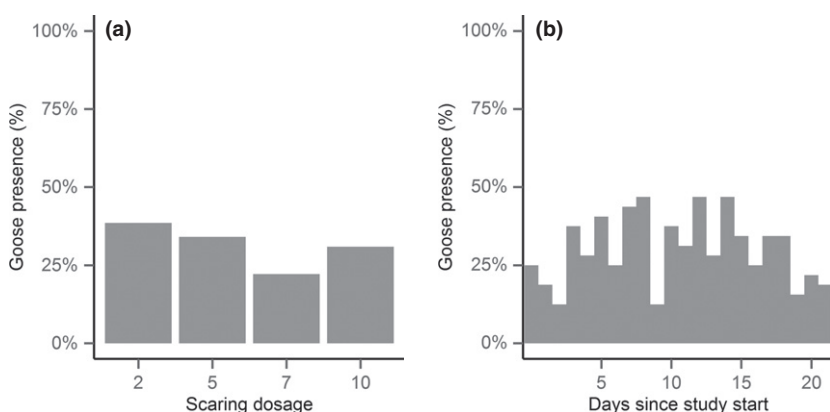 (a)
100%
75%
50%
25%
0%
Goose presence (%)
2 5 7 10
Scaring dosage
(b)
100%
75%
50%
25%
0%
Goose presence (%)
5 10 15 20
Days since study start